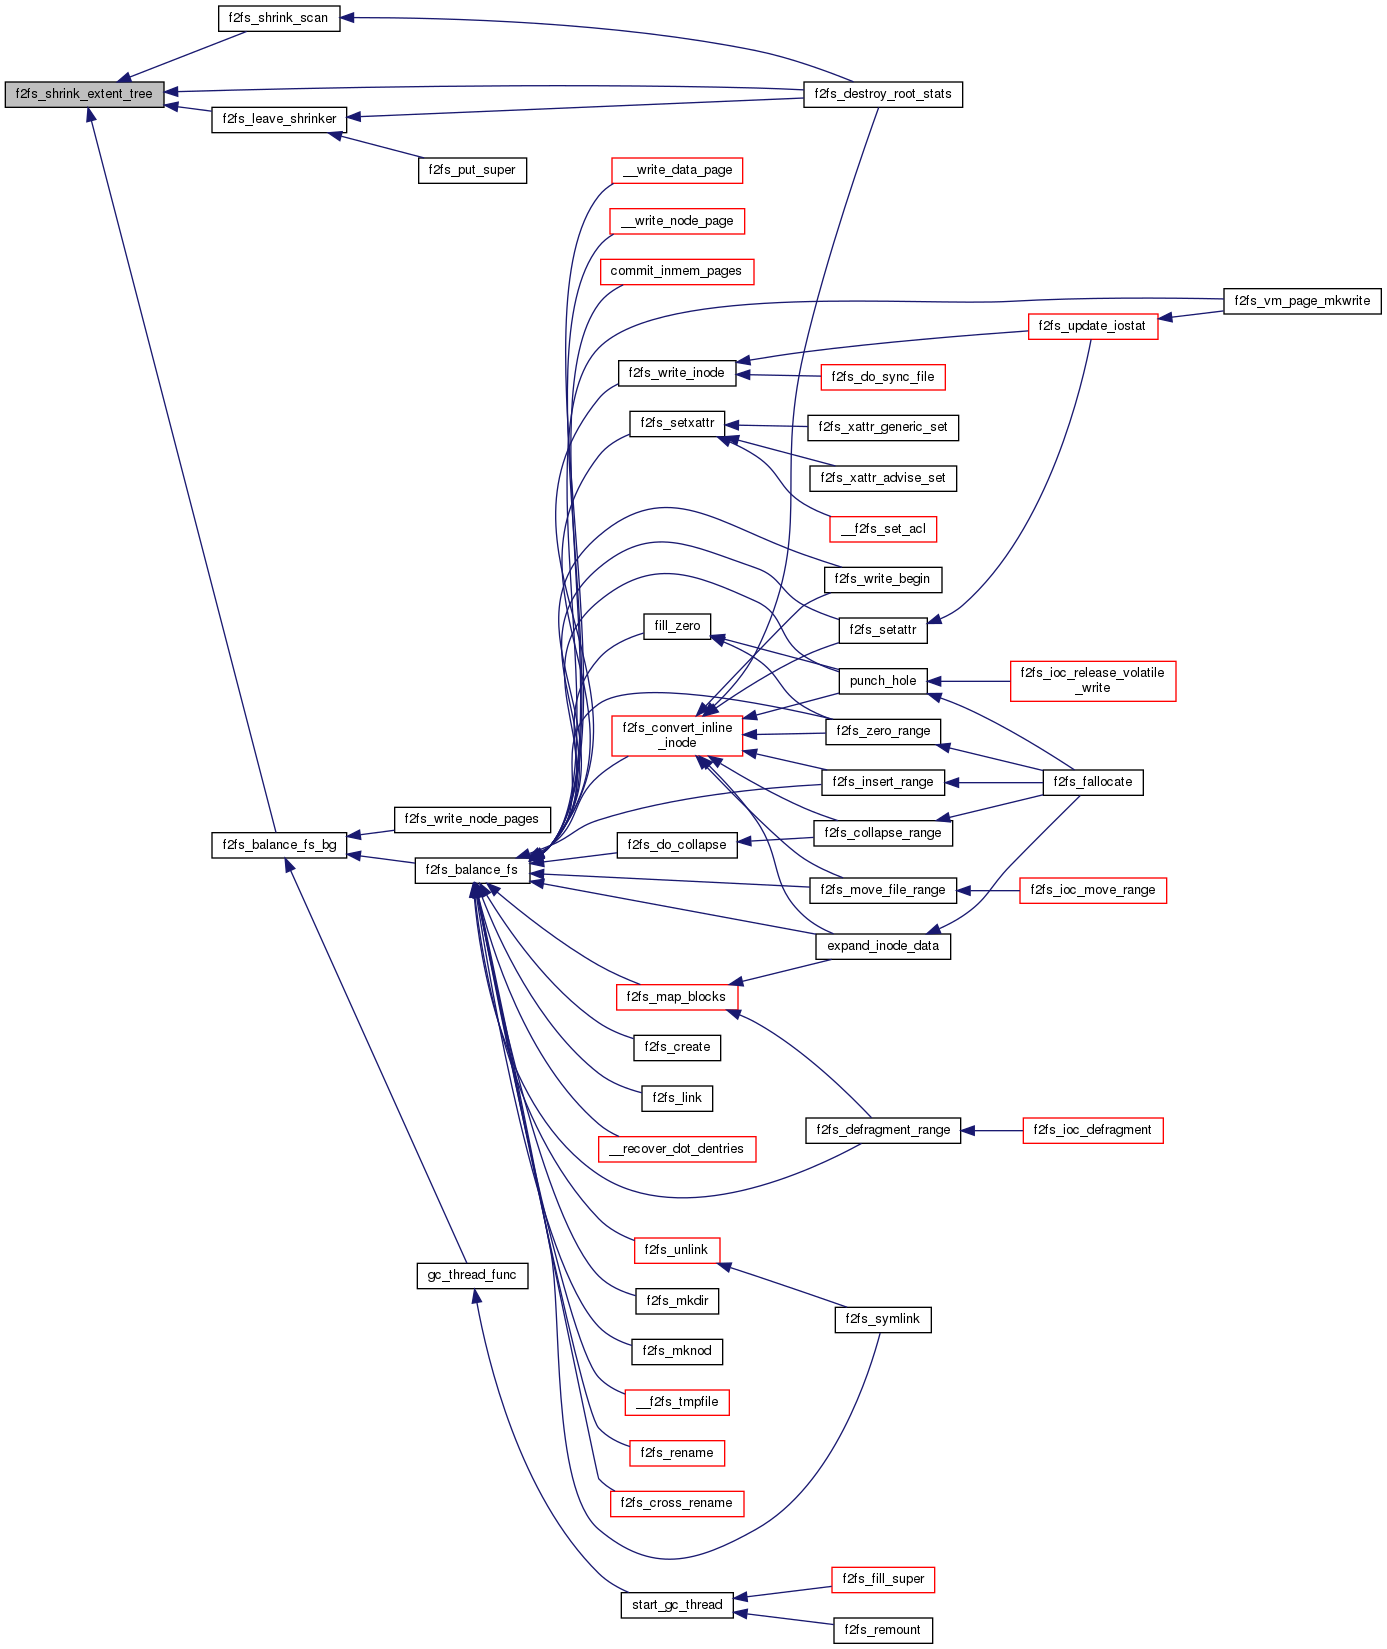 f2fs_shrink_scan
f2fs_shrink_extent_tree
f2fs_destroy_root_stats
f2fs_leave_shrinker
f2fs_put_super
__write_data_page
__write_node_page
commit_inmem_pages
f2fs_vm_page_mkwrite
f2fs_update_iostat
f2fs_write_inode
f2fs_do_sync_file
f2fs_setxattr
f2fs_xattr_generic_set
f2fs_xattr_advise_set
__f2fs_set_acl
f2fs_write_begin
fill_zero
f2fs_setattr
punch_hole
f2fs_ioc_release_volatile
_write
f2fs_convert_inline
_inode
f2fs_zero_range
f2fs_insert_range
f2fs_fallocate
f2fs_write_node_pages
f2fs_collapse_range
f2fs_balance_fs_bg
f2fs_do_collapse
f2fs_balance_fs
f2fs_move_file_range
f2fs_ioc_move_range
expand_inode_data
f2fs_map_blocks
f2fs_create
f2fs_link
f2fs_defragment_range
f2fs_ioc_defragment
__recover_dot_dentries
f2fs_unlink
gc_thread_func
f2fs_mkdir
f2fs_symlink
f2fs_mknod
__f2fs_tmpfile
f2fs_rename
f2fs_cross_rename
f2fs_fill_super
start_gc_thread
f2fs_remount